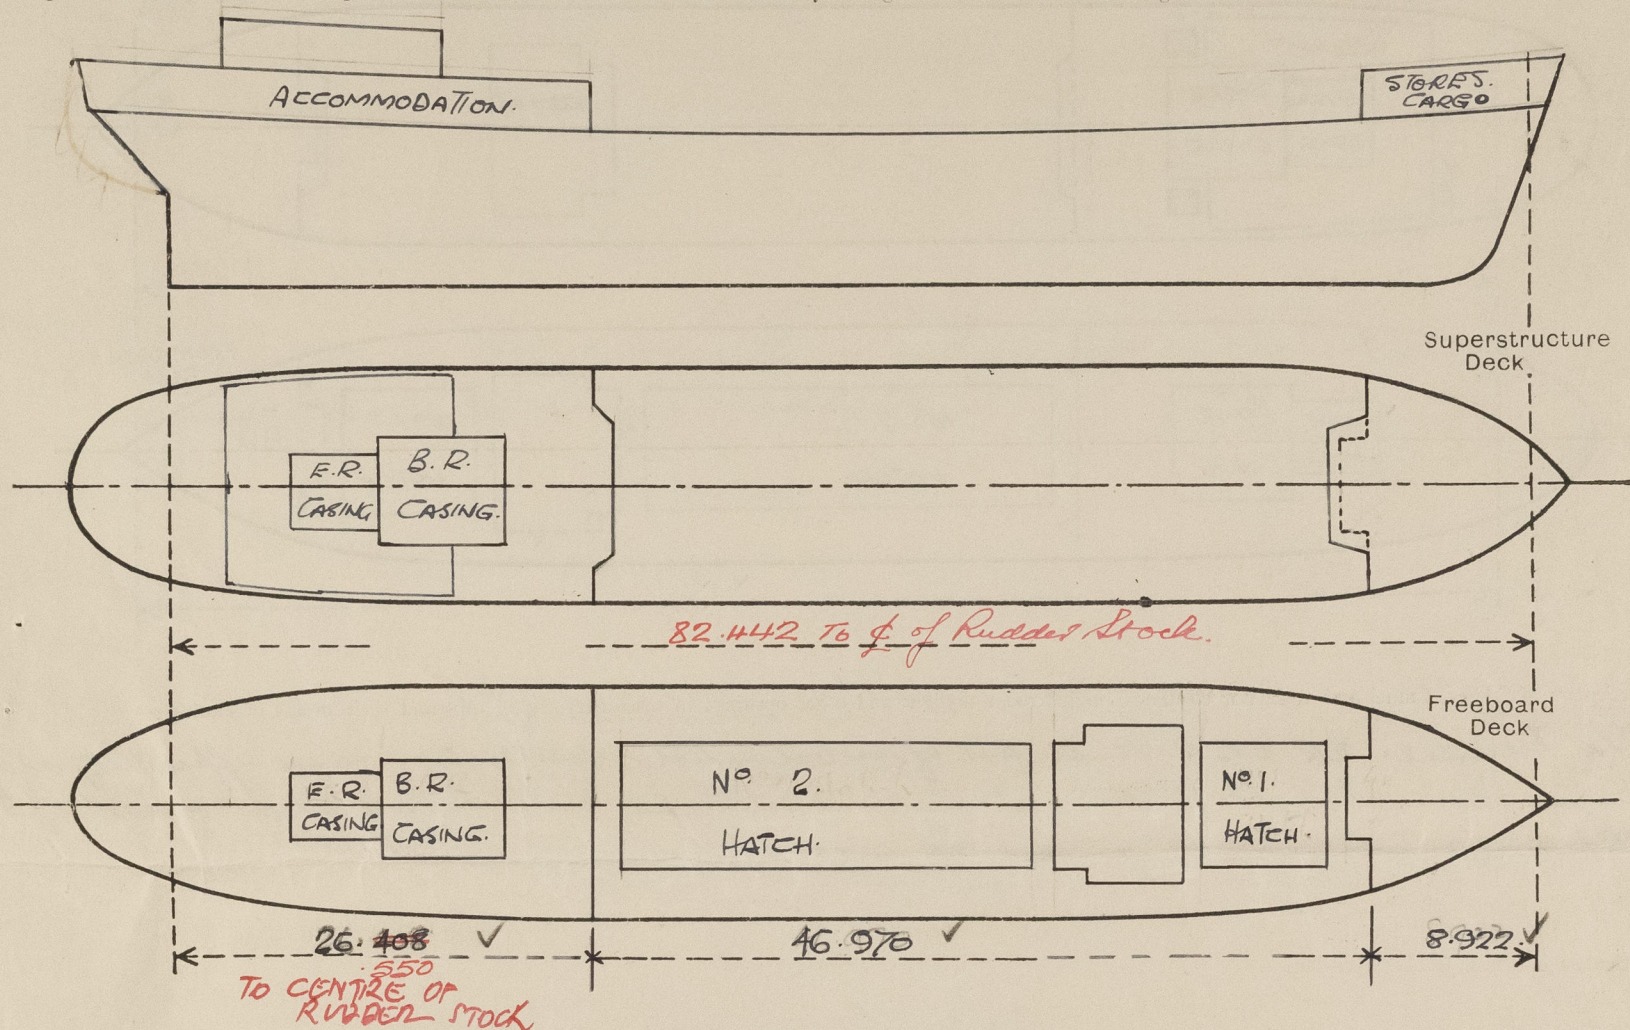 ACCOMMODATION.
STORES.
CARGO
Superstructure
Deck
E.R.
CASING
B.R.
CASING.
82.442 To ℄ of Rudder Stock.
Freeboard
Deck
E.R.
CASING
B.R.
CASING.
No. 2.
HATCH.
No. 1.
HATCH.
26.408
.550
46.970
8.922
TO CENTRE OF
RUDDER STOCK